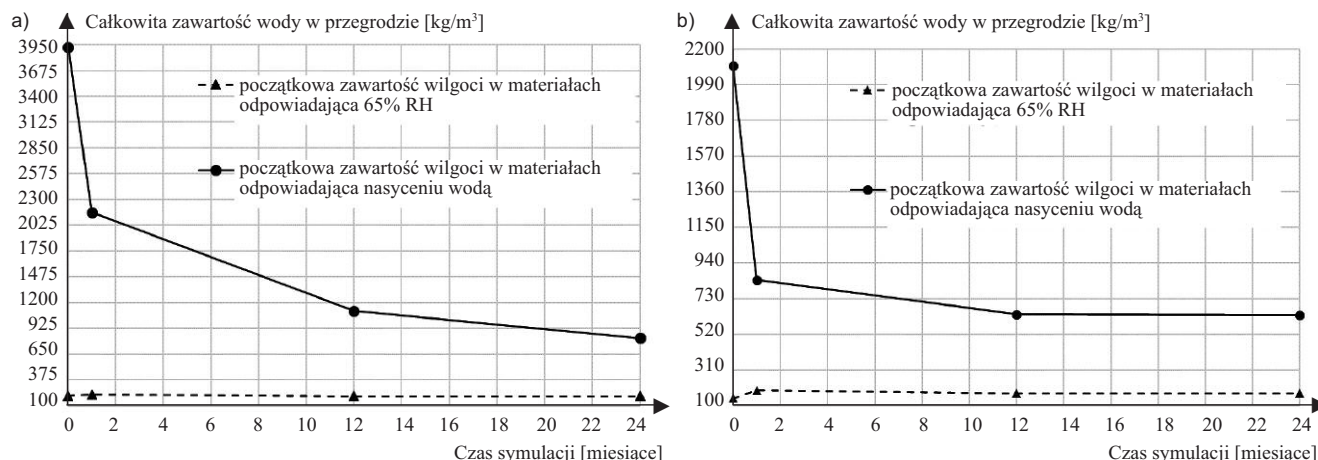 a)
Całkowita zawartość wody w przegrodzie [kg/m³]
3950
3675
3400
3125
2850
2575
2300
2025
1750
1475
1200
925
650
375
100
początkowa zawartość wilgoci w materiałach
odpowiadająca 65% RH
początkowa zawartość wilgoci w materiałach
odpowiadająca nasyceniu wodą
0 2 4 6 8 10 12 14 16 18 20 22 24
Czas symulacji [miesiące]
b)
Całkowita zawartość wody w przegrodzie [kg/m³]
2200
1990
1780
1570
1360
1150
940
730
520
310
100
początkowa zawartość wilgoci w materiałach
odpowiadająca 65% RH
początkowa zawartość wilgoci w materiałach
odpowiadająca nasyceniu wodą
0 2 4 6 8 10 12 14 16 18 20 22 24
Czas symulacji [miesiące]